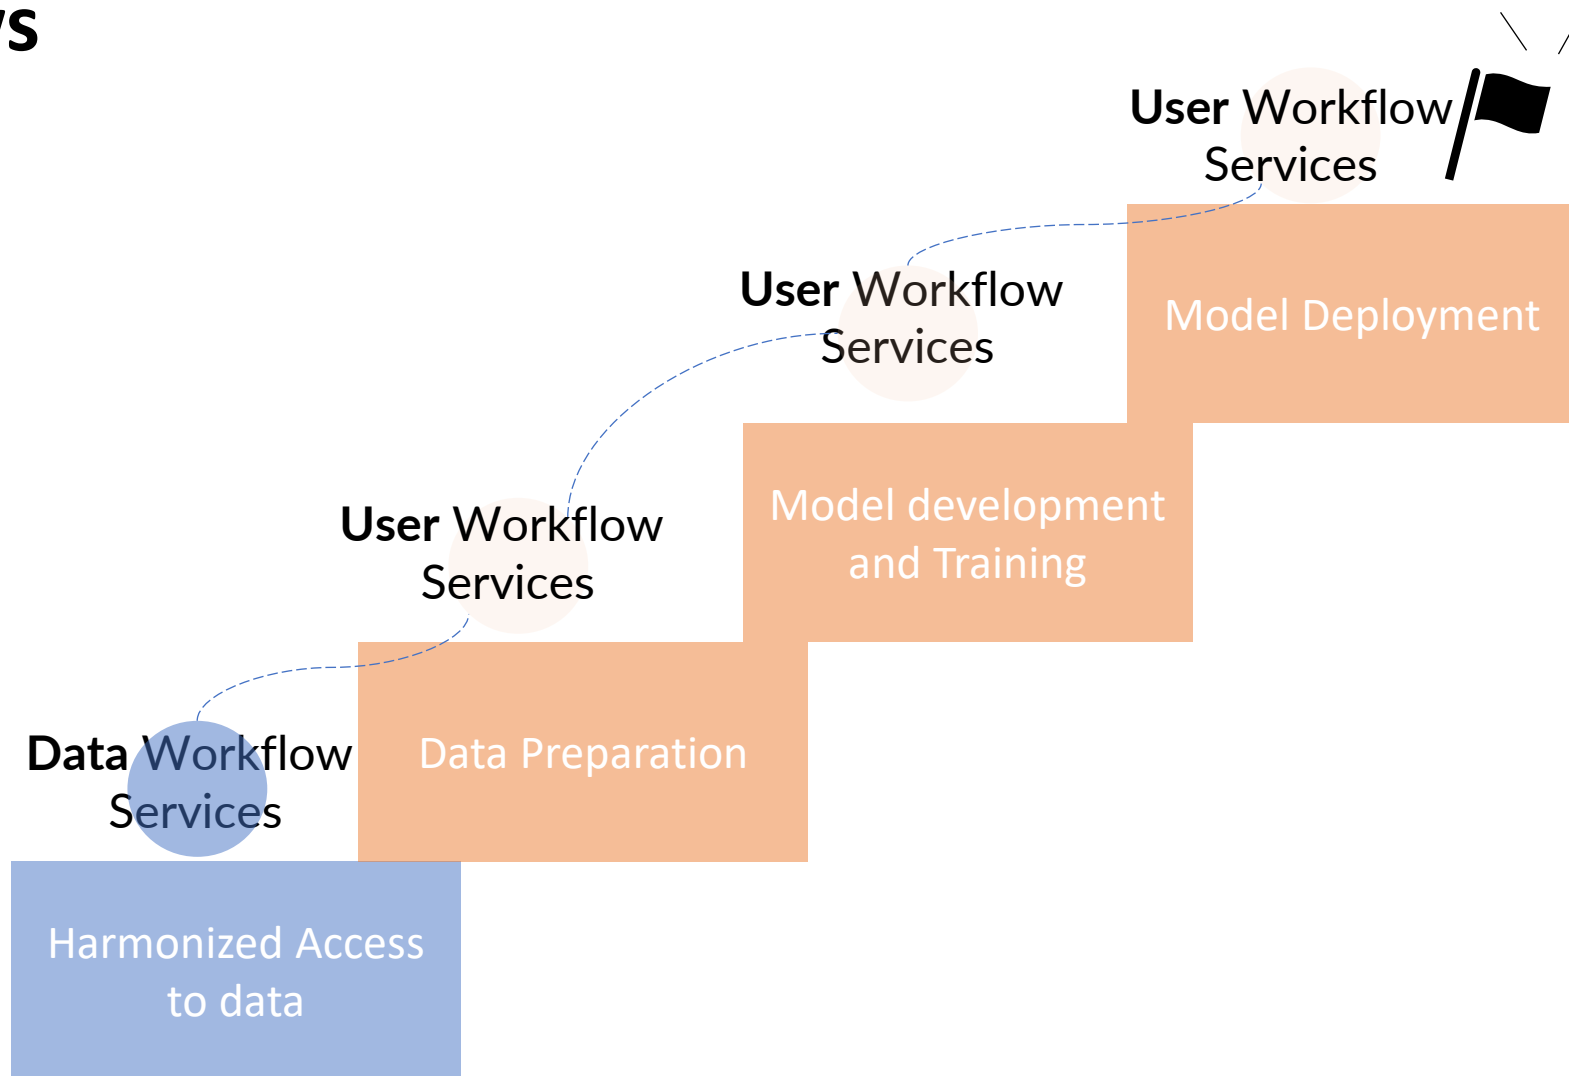 User Workflow
Services
Model Deployment
User Workflow
Services
Model development
and Training
User Workflow
Services
Data Preparation
Data Workflow
Services
Harmonized Access
to data